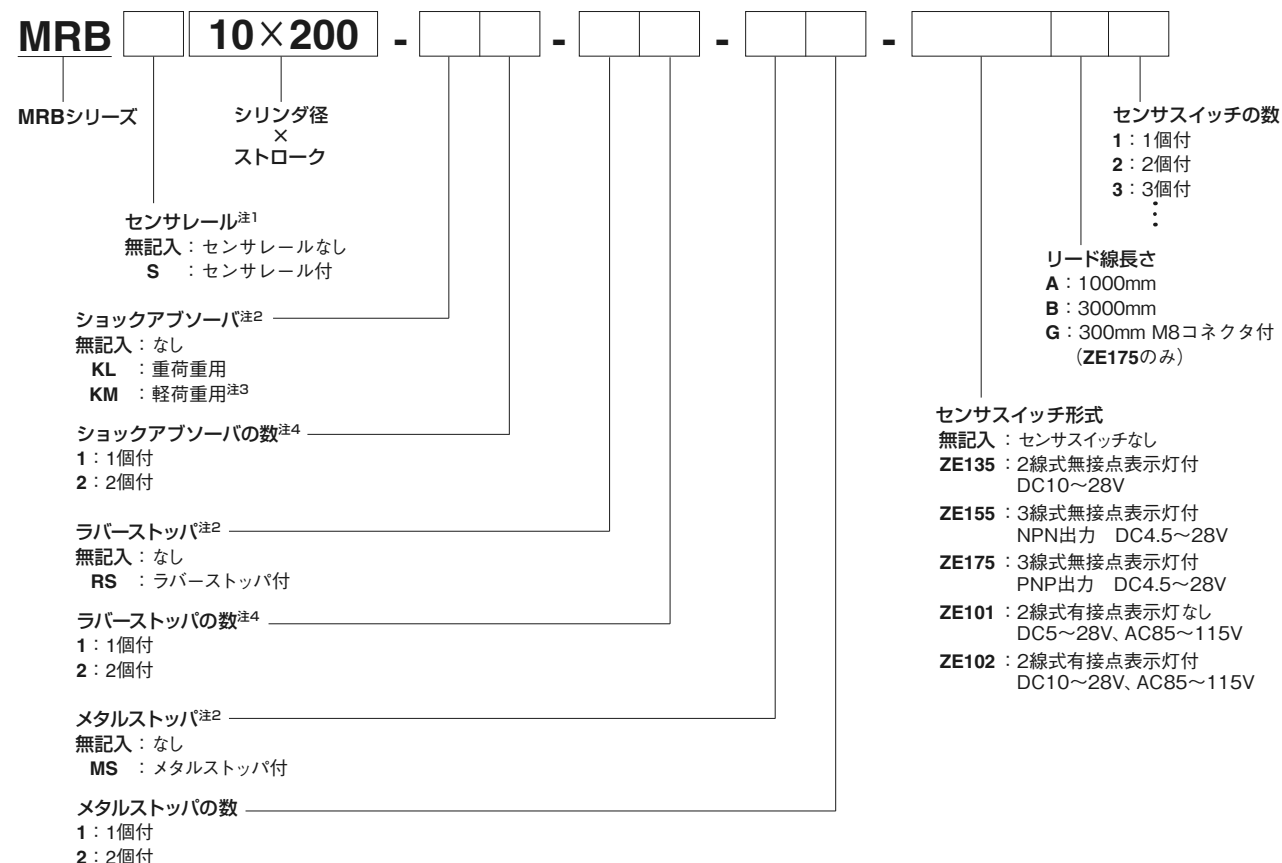 MRB 10×200 - - - -
MRBシリーズ
シリンダ径
×
ストローク
センサレール注1
無記入：センサレールなし
S ：センサレール付
ショックアブソーバ注2
無記入：なし
KL ：重荷重用
KM ：軽荷重用注3
ショックアブソーバの数注4
1：1個付
2：2個付
ラバーストッパ注2
無記入：なし
RS ：ラバーストッパ付
ラバーストッパの数注4
1：1個付
2：2個付
メタルストッパ注2
無記入：なし
MS ：メタルストッパ付
メタルストッパの数
1：1個付
2：2個付
センサスイッチ形式
無記入：センサスイッチなし
ZE135：2線式無接点表示灯付
DC10～28V
ZE155：3線式無接点表示灯付
NPN出力 DC4.5～28V
ZE175：3線式無接点表示灯付
PNP出力 DC4.5～28V
ZE101：2線式有接点表示灯なし
DC5～28V、AC85～115V
ZE102：2線式有接点表示灯付
DC10～28V、AC85～115V
リード線長さ
A：1000mm
B：3000mm
G：300mm M8コネクタ付
（ZE175のみ）
センサスイッチの数
1：1個付
2：2個付
3：3個付
⋮